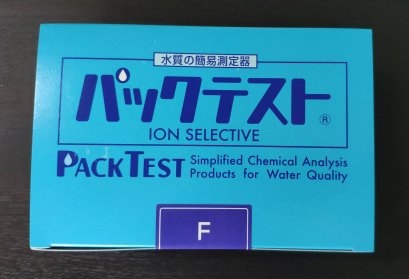 水質の簡易測定器
パックテスト®
ION SELECTIVE
PACKTEST Simplified Chemical Analysis
Products for Water Quality
F